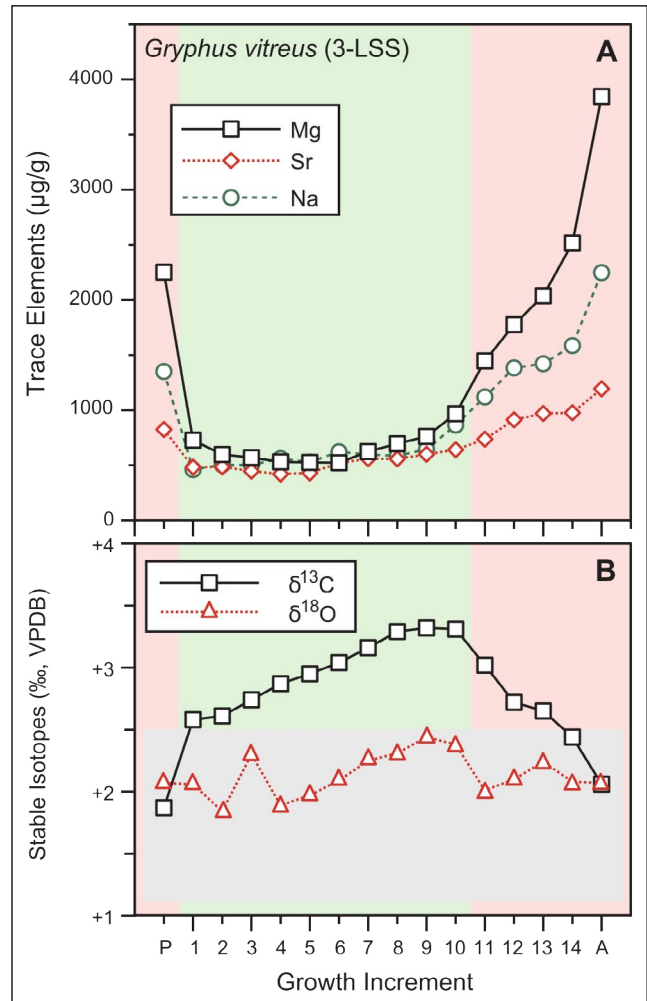 Gryphus vitreus (3-LSS) A
4000
3000
2000
1000
0
Trace Elements (µg/g)
Mg
Sr
Na
B
+4
+3
+2
+1
Stable Isotopes (‰, VPDB)
δ¹³C
δ¹⁸O
P 1 2 3 4 5 6 7 8 9 10 11 12 13 14 A
Growth Increment